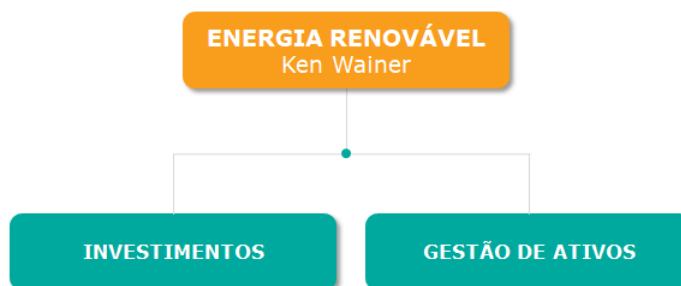 ENERGIA RENOVÁVEL
Ken Wainer
INVESTIMENTOS
GESTÃO DE ATIVOS